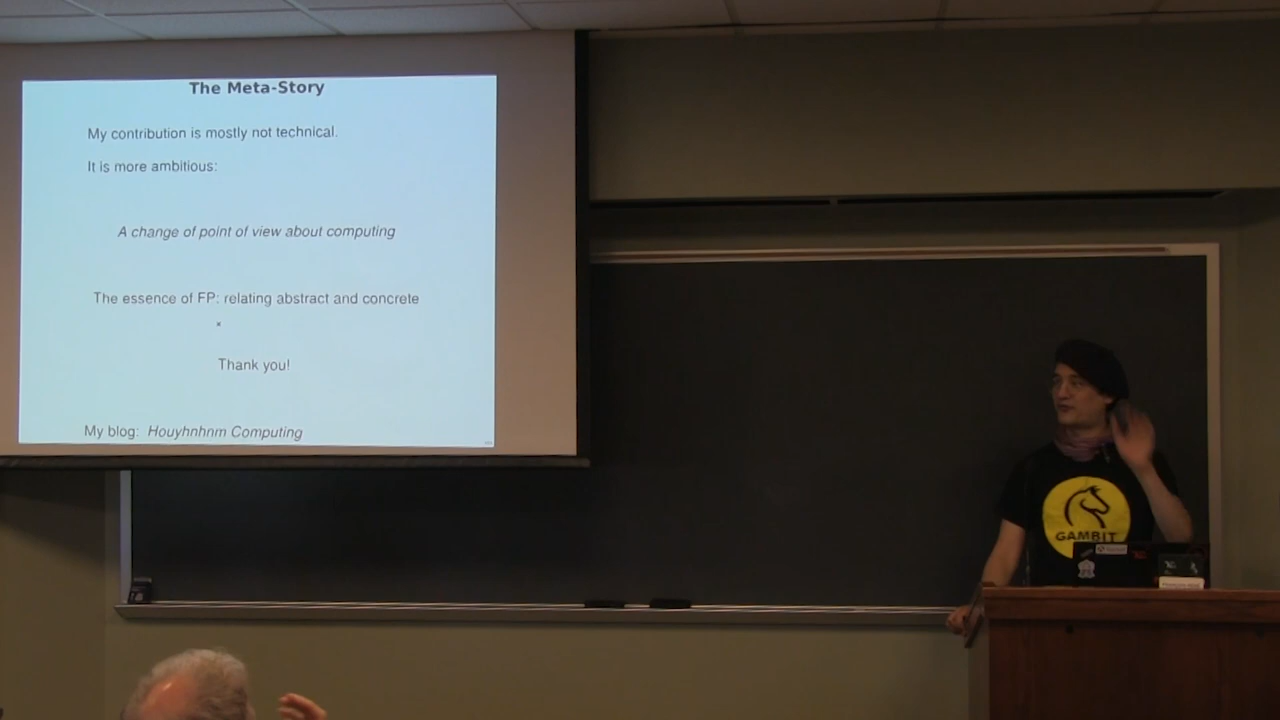 The Meta-Story
My contribution is mostly not technical.
It is more ambitious:
A change of point of view about computing
The essence of FP: relating abstract and concrete
Thank you!
My blog: Houyhnhnm Computing
GAMBIT